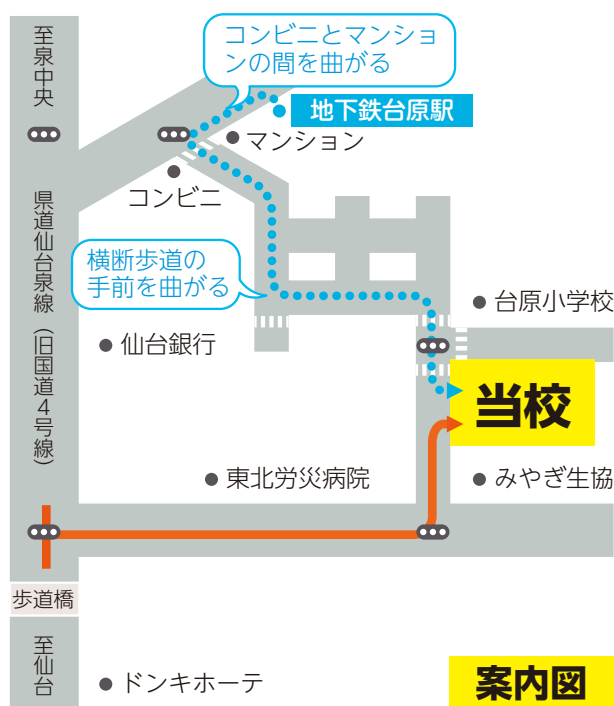 至泉中央
コンビニとマンショ
ンの間を曲がる
地下鉄台原駅
マンション
コンビニ
県道仙台泉線（旧国道4号線）
横断歩道の
手前を曲がる
台原小学校
仙台銀行
当校
東北労災病院
みやぎ生協
歩道橋
至仙台
ドンキホーテ
案内図